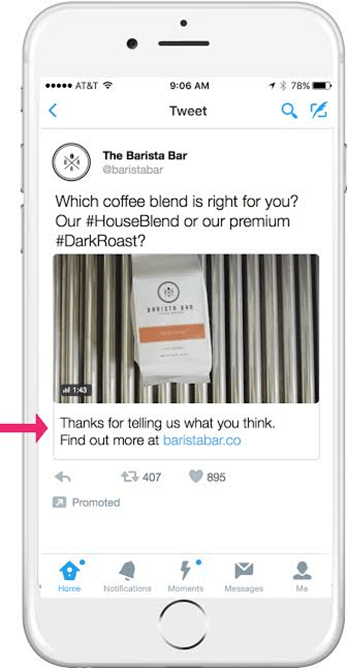 AT&T 9:06 AM 78%
Tweet
The Barista Bar
@baristabar
Which coffee blend is right for you?
Our #HouseBlend or our premium
#DarkRoast?
BARISTA BAR
1:43
Thanks for telling us what you think.
Find out more at baristabar.co
407 895
Promoted
Home Notifications Moments Messages Me